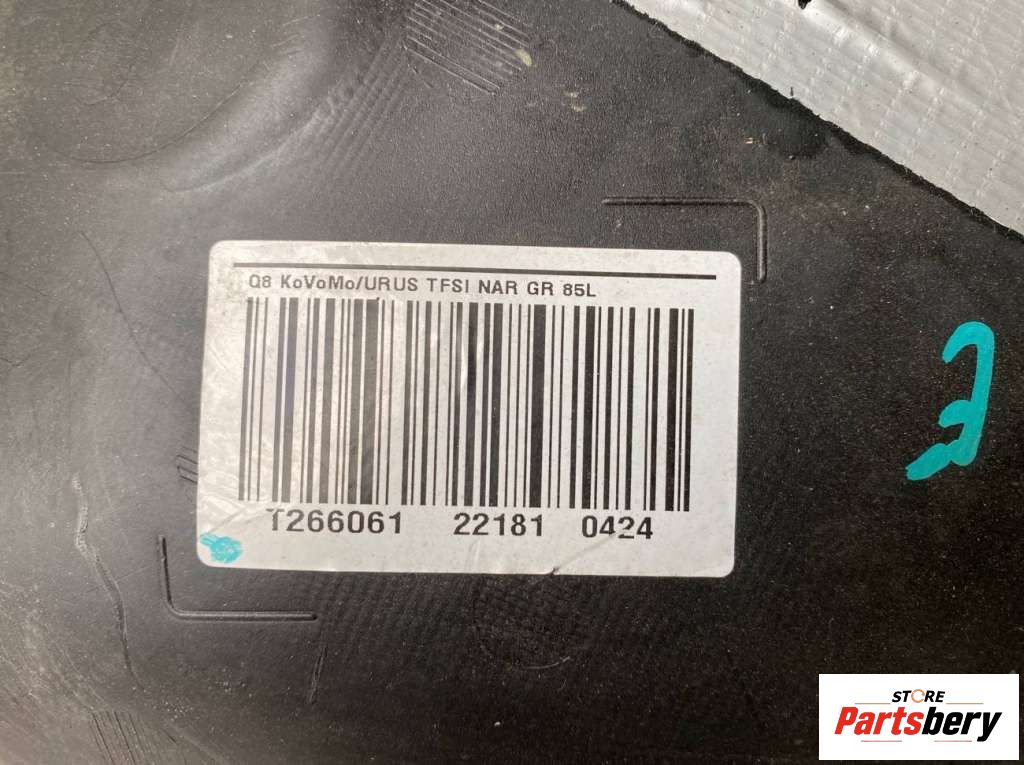 Q8 KoVoMo/URUS TFSI NAR GR 85L
T266061 22181 0424
STORE
Partsbery